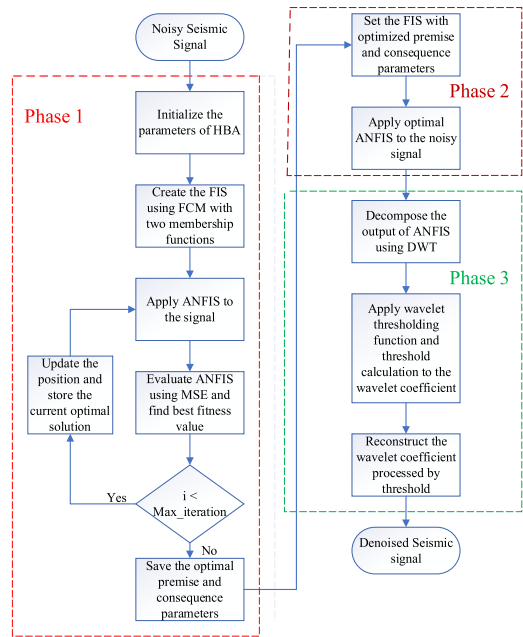 Noisy Seismic
Signal
Phase 1
Initialize the
parameters of HBA
Create the FIS
using FCM with
two membership
functions
Apply ANFIS to
the signal
Update the
position and
store the
current optimal
solution
Evaluate ANFIS
using MSE and
find best fitness
value
Yes
i <
Max_iteration
No
Save the optimal
premise and
consequence
parameters
Set the FIS with
optimized premise
and consequence
parameters
Phase 2
Apply optimal
ANFIS to the noisy
signal
Decompose the
output of ANFIS
using DWT
Phase 3
Apply wavelet
thresholding
function and
threshold
calculation to the
wavelet coefficient
Reconstruct the
wavelet coefficient
processed by
threshold
Denoised Seismic
signal